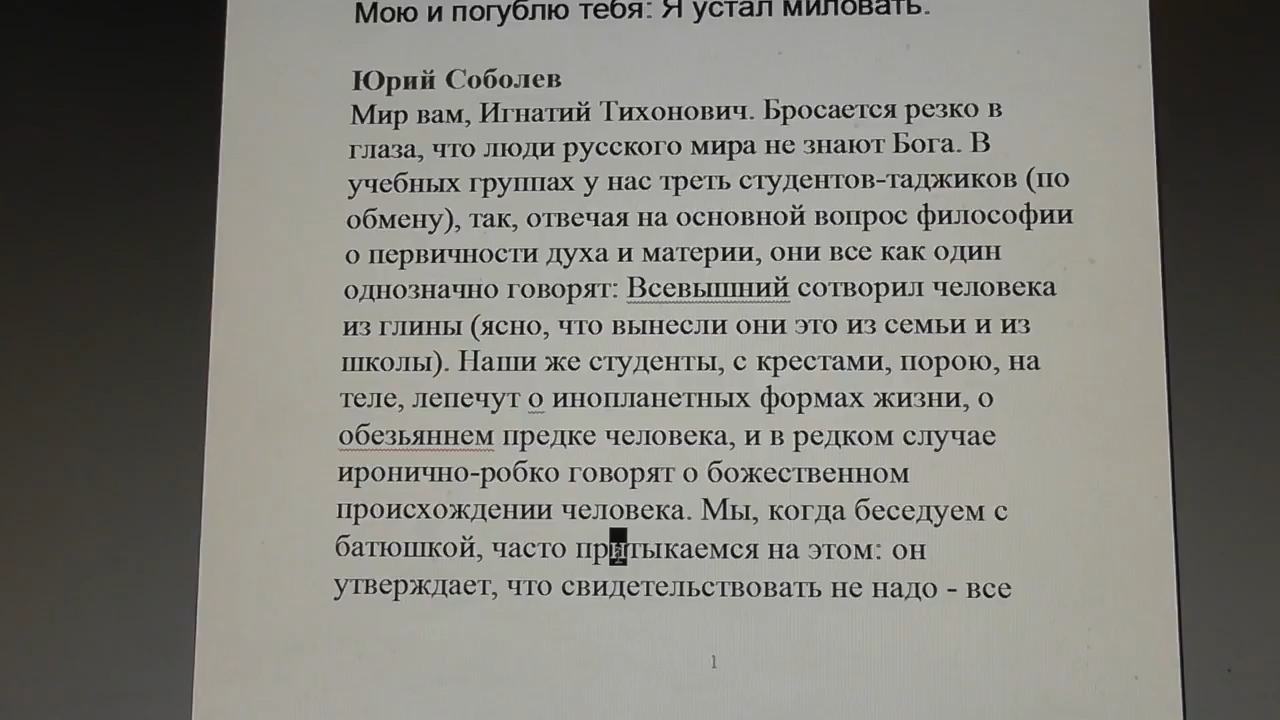 Мою и погублю тебя: Я устал миловать.
Юрий Соболев
Мир вам, Игнатий Тихонович. Бросается резко в
глаза, что люди русского мира не знают Бога. В
учебных группах у нас треть студентов-таджиков (по
обмену), так, отвечая на основной вопрос философии
о первичности духа и материи, они все как один
однозначно говорят: Всевышний сотворил человека
из глины (ясно, что вынесли они это из семьи и из
школы). Наши же студенты, с крестами, порою, на
теле, лепечут о инопланетных формах жизни, о
обезьяннем предке человека, и в редком случае
иронично-робко говорят о божественном
происхождении человека. Мы, когда беседуем с
батюшкой, часто притыкаемся на этом: он
утверждает, что свидетельствовать не надо - все
1